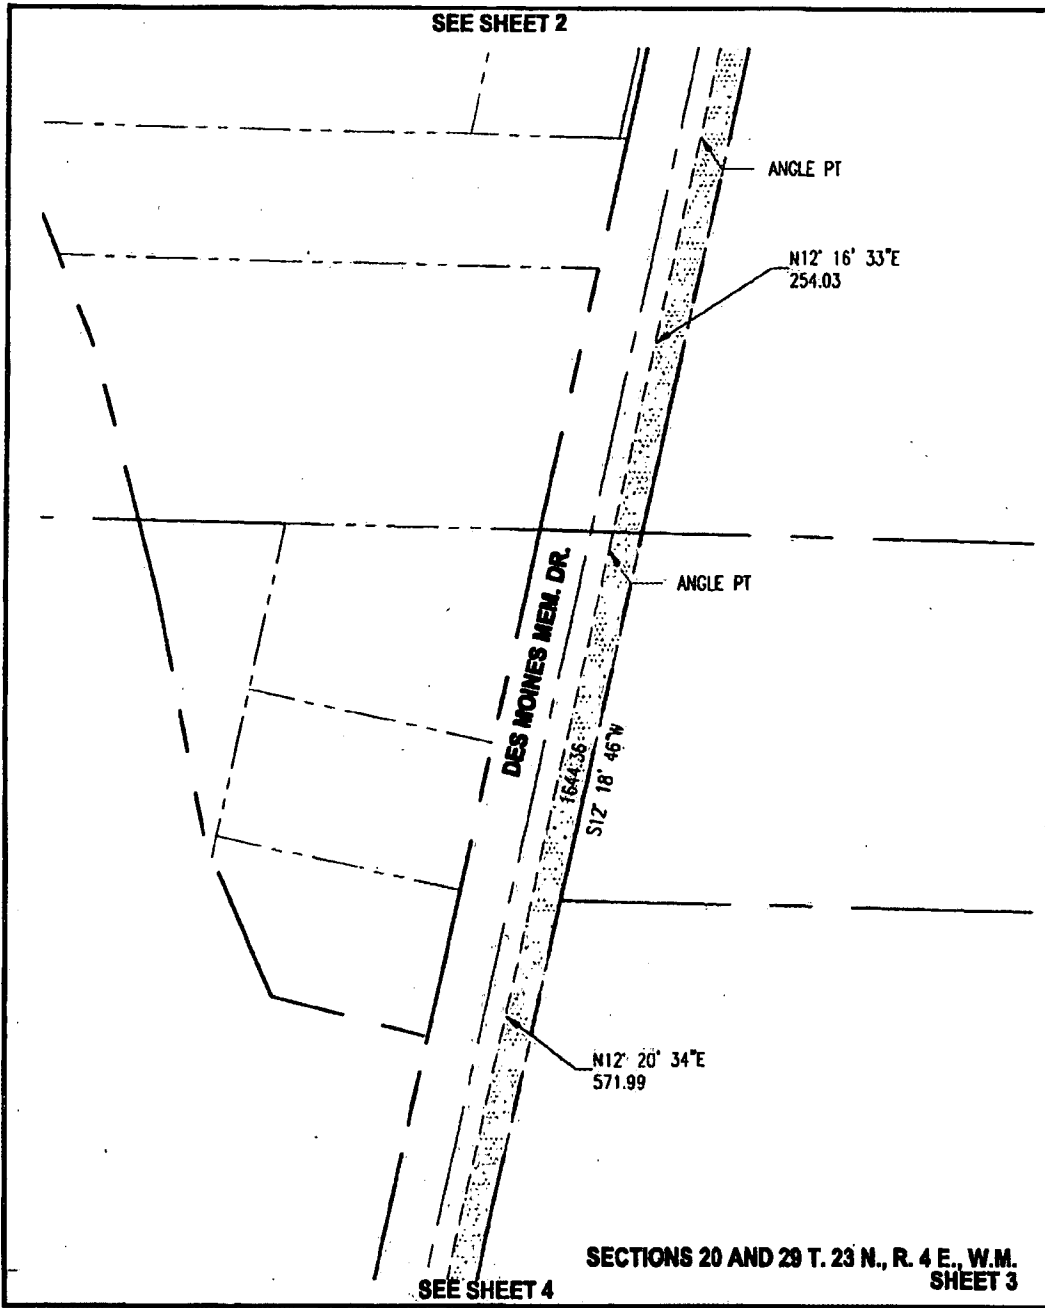 SEE SHEET 2
ANGLE PT
N12° 16' 33"E
254.03
ANGLE PT
DES MOINES MEM. DR.
1644.36
S12° 18' 46"W
N12° 20' 34"E
571.99
SECTIONS 20 AND 29 T. 23 N., R. 4 E., W.M.
SHEET 3
SEE SHEET 4